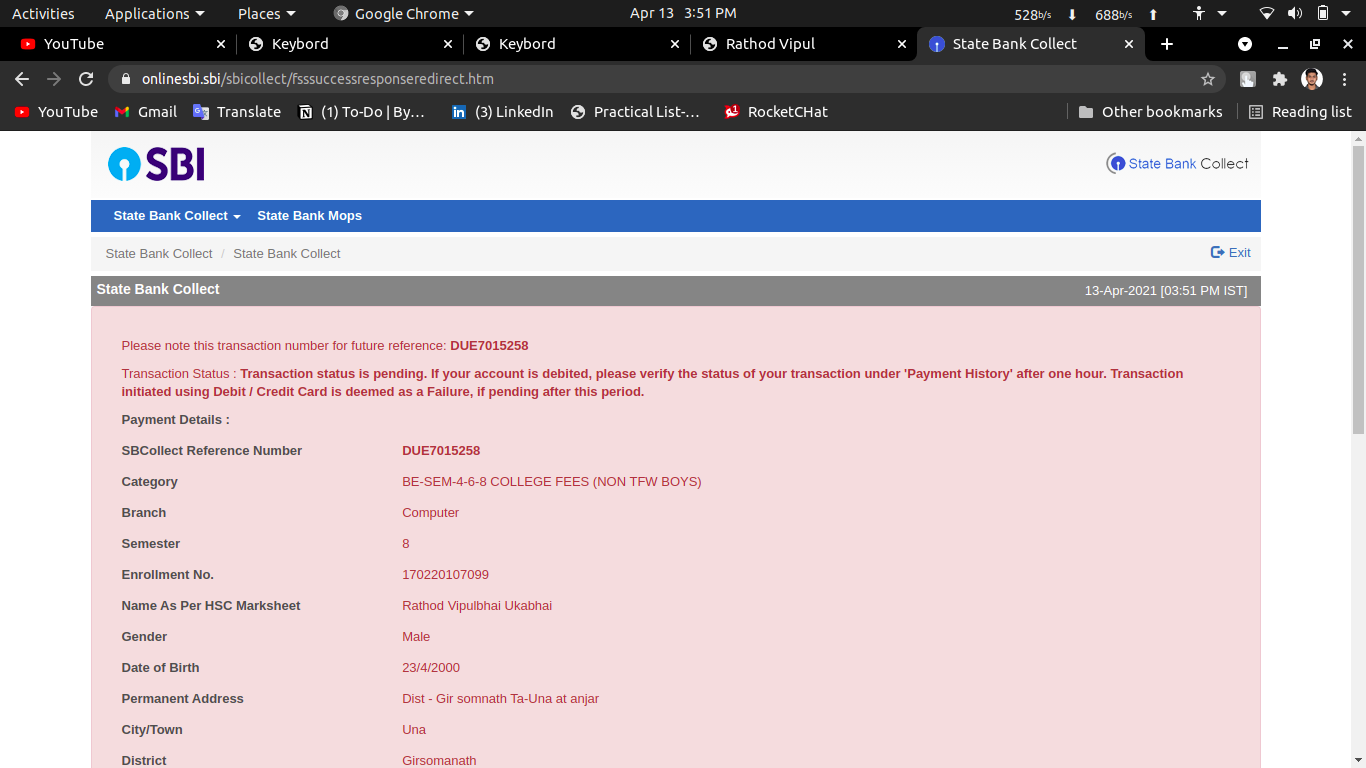 Activities Applications Places Google Chrome Apr 13 3:51 PM 528b/s 688b/s
YouTube Keybord Keybord Rathod Vipul State Bank Collect
onlinesbi.sbi/sbicollect/fsssuccessresponseredirect.htm
YouTube Gmail Translate (1) To-Do | By... (3) LinkedIn Practical List-... RocketCHat Other bookmarks Reading list
SBI State Bank Collect
State Bank Collect State Bank Mops
State Bank Collect / State Bank Collect Exit
State Bank Collect 13-Apr-2021 [03:51 PM IST]
Please note this transaction number for future reference: DUE7015258
Transaction Status : Transaction status is pending. If your account is debited, please verify the status of your transaction under 'Payment History' after one hour. Transaction
initiated using Debit / Credit Card is deemed as a Failure, if pending after this period.
Payment Details :
SBCollect Reference Number DUE7015258
Category BE-SEM-4-6-8 COLLEGE FEES (NON TFW BOYS)
Branch Computer
Semester 8
Enrollment No. 170220107099
Name As Per HSC Marksheet Rathod Vipulbhai Ukabhai
Gender Male
Date of Birth 23/4/2000
Permanent Address Dist - Gir somnath Ta-Una at anjar
City/Town Una
District Girsomanath